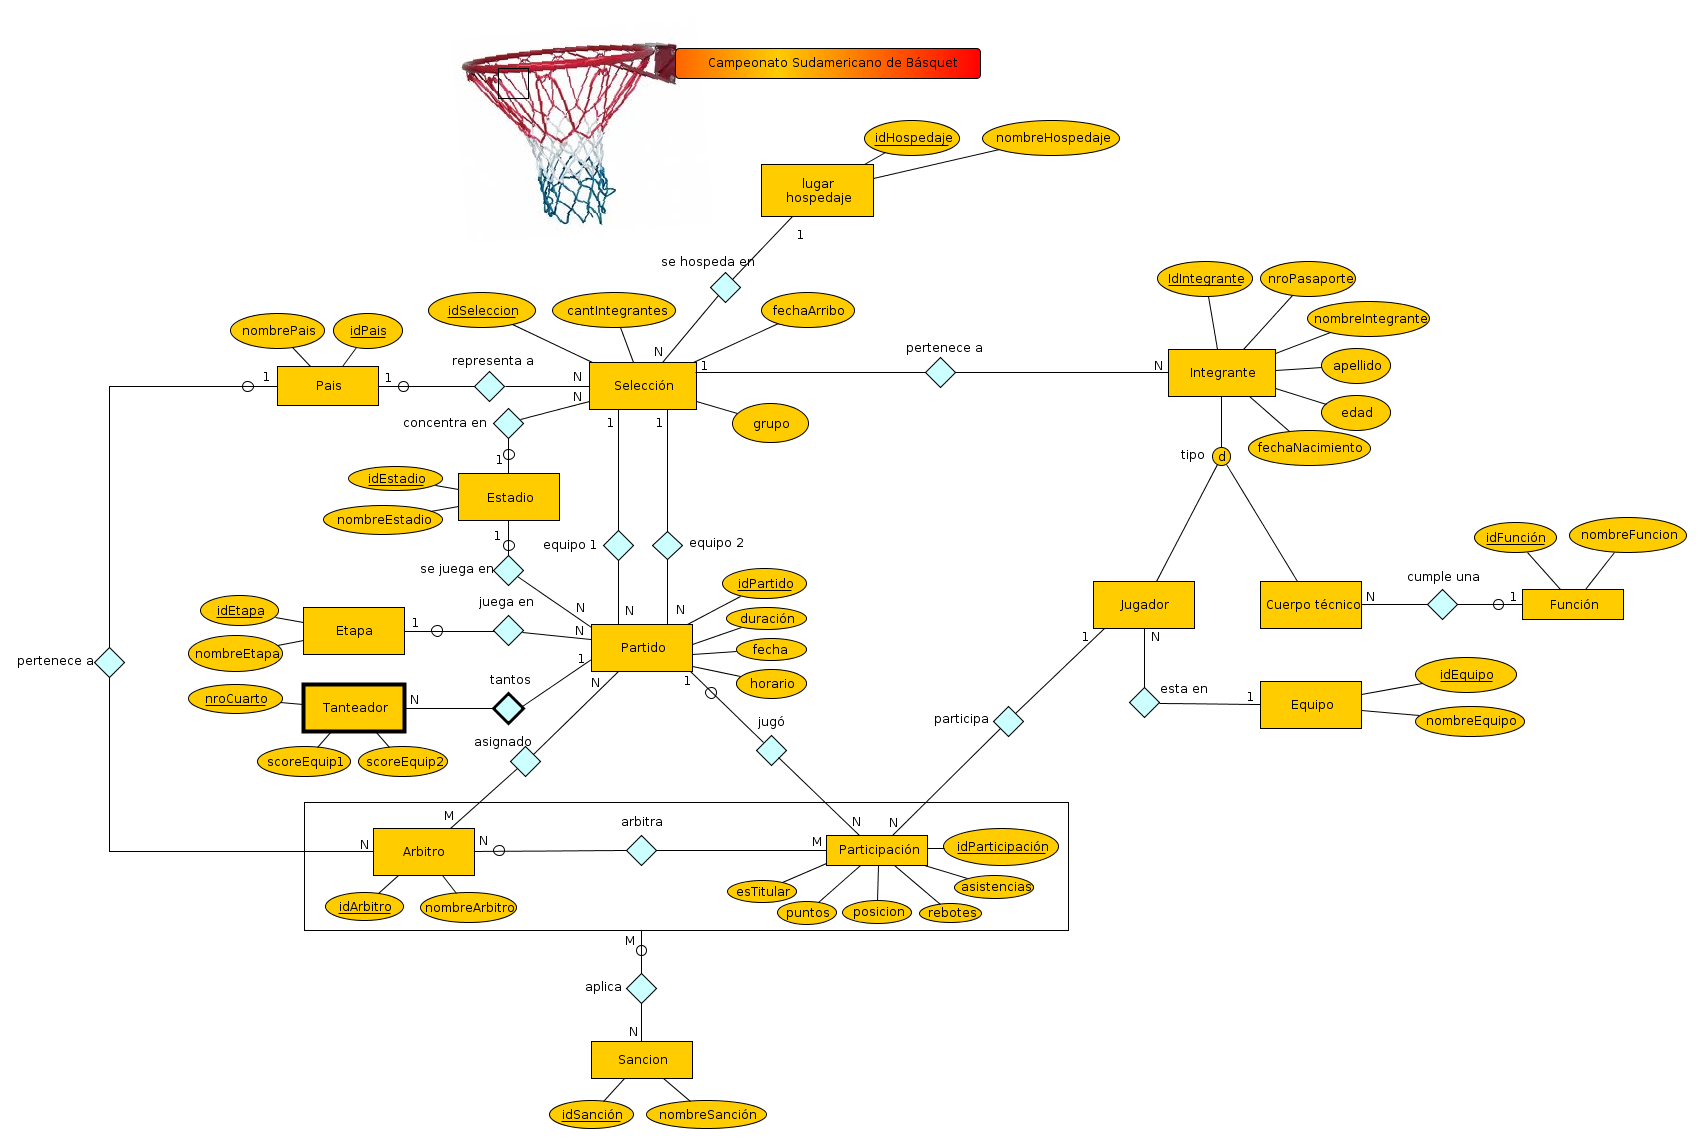 Campeonato Sudamericano de Básquet
idHospedaje
nombreHospedaje
lugar
hospedaje
1
se hospeda en
IdIntegrante
nroPasaporte
idSeleccion
cantIntegrantes
fechaArribo
nombreIntegrante
nombrePais
idPais
representa a
N
pertenece a
1
N
apellido
Pais
1
1
N
Selección
Integrante
N
concentra en
1
1
grupo
edad
fechaNacimiento
tipo
d
1
idEstadio
Estadio
nombreEstadio
1
equipo 1
equipo 2
idFunción
nombreFuncion
se juega en
idPartido
cumple una
juega en
N
N
N
Jugador
Cuerpo técnico
N
1
Función
idEtapa
Etapa
1
N
duración
nombreEtapa
Partido
fecha
1
N
pertenece a
1
tantos
N
1
horario
idEquipo
nroCuarto
Tanteador
N
esta en
1
Equipo
nombreEquipo
jugó
participa
asignado
scoreEquip1
scoreEquip2
M
arbitra
N
N
N
Arbitro
N
M
Participación
idParticipación
esTitular
asistencias
idArbitro
nombreArbitro
puntos
posicion
rebotes
M
aplica
N
Sancion
idSanción
nombreSanción